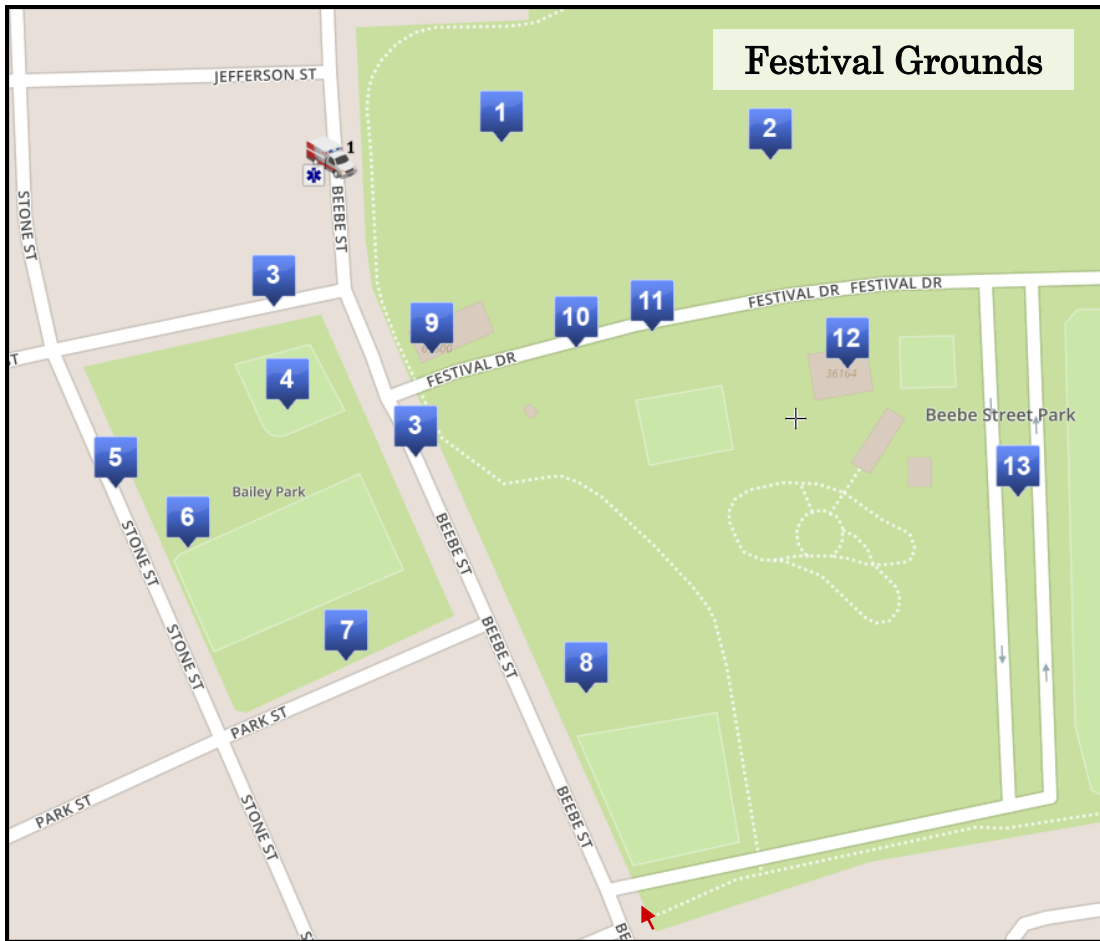 Festival Grounds
JEFFERSON ST
1
2
1
STONE ST
BEEBE ST
3
FESTIVAL DR FESTIVAL DR
11
10
9
12
ST
FESTIVAL DR
36164
4
3
Beebe Street Park
5
13
Bailey Park
6
STONE ST
BEEBE ST
7
BEEBE ST
STONE ST
8
PARK ST
PARK ST
BEEBE ST
STONE ST
BE
S